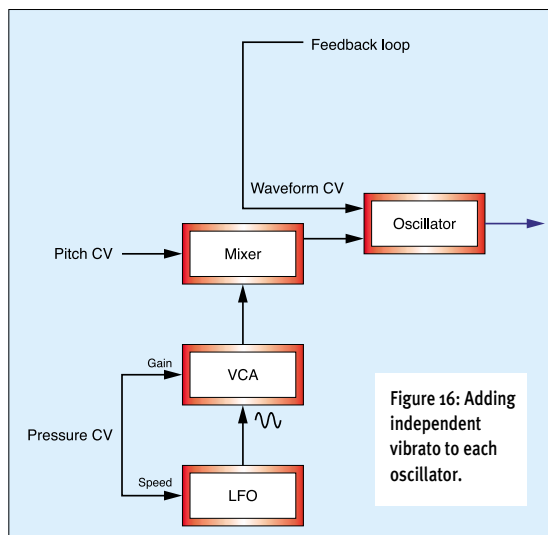 Feedback loop
Waveform CV
Oscillator
Pitch CV
Mixer
Gain
VCA
Pressure CV
Speed
LFO
Figure 16: Adding
independent
vibrato to each
oscillator.